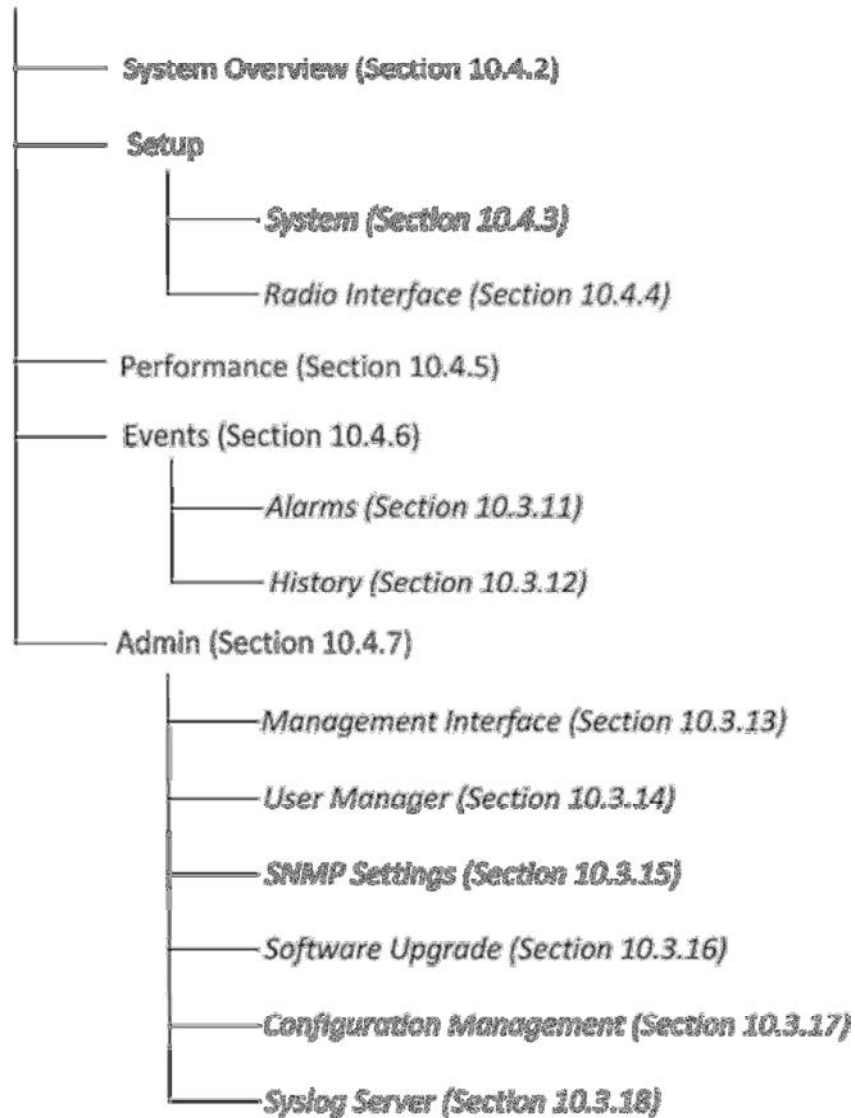 System Overview (Section 10.4.2)
Setup
System (Section 10.4.3)
Radio Interface (Section 10.4.4)
Performance (Section 10.4.5)
Events (Section 10.4.6)
Alarms (Section 10.3.11)
History (Section 10.3.12)
Admin (Section 10.4.7)
Management Interface (Section 10.3.13)
User Manager (Section 10.3.14)
SNMP Settings (Section 10.3.15)
Software Upgrade (Section 10.3.16)
Configuration Management (Section 10.3.17)
Syslog Server (Section 10.3.18)